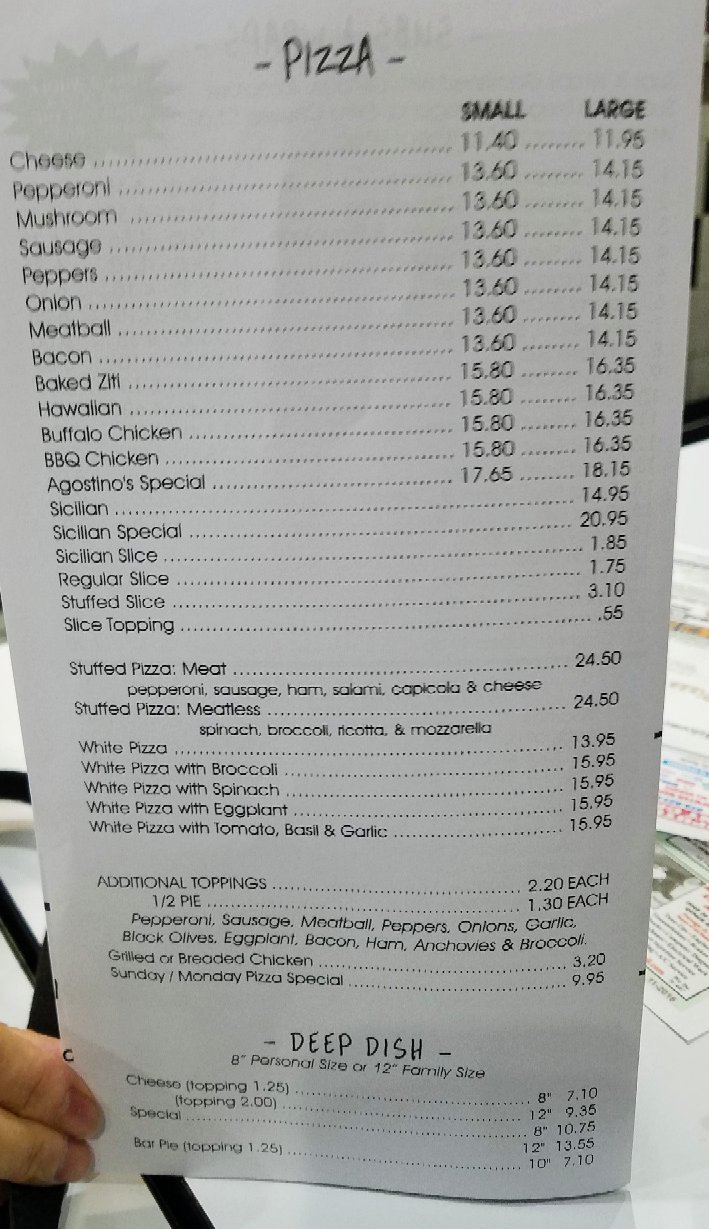 - PIZZA -
SMALL LARGE
Cheese ........ 11.40 ........ 11.95
Pepperoni ........ 13.60 ........ 14.15
Mushroom ........ 13.60 ........ 14.15
Sausage ........ 13.60 ........ 14.15
Peppers ........ 13.60 ........ 14.15
Onion ........ 13.60 ........ 14.15
Meatball ........ 13.60 ........ 14.15
Bacon ........ 13.60 ........ 14.15
Baked Ziti ........ 15.80 ........ 16.35
Hawaiian ........ 15.80 ........ 16.35
Buffalo Chicken ........ 15.80 ........ 16.35
BBQ Chicken ........ 15.80 ........ 16.35
Agostino's Special ........ 17.65 ........ 18.15
Sicilian ........ 14.95
Sicilian Special ........ 20.95
Sicilian Slice ........ 1.85
Regular Slice ........ 1.75
Stuffed Slice ........ 3.10
Slice Topping ........ .55
Stuffed Pizza: Meat ........ 24.50
pepperoni, sausage, ham, salami, capicola & cheese
Stuffed Pizza: Meatless ........ 24.50
spinach, broccoli, ricotta, & mozzarella
White Pizza ........ 13.95
White Pizza with Broccoli ........ 15.95
White Pizza with Spinach ........ 15.95
White Pizza with Eggplant ........ 15.95
White Pizza with Tomato, Basil & Garlic ........ 15.95
ADDITIONAL TOPPINGS ........ 2.20 EACH
1/2 PIE ........ 1.30 EACH
Pepperoni, Sausage, Meatball, Peppers, Onions, Garlic,
Black Olives, Eggplant, Bacon, Ham, Anchovies & Broccoli.
Grilled or Breaded Chicken ........ 3.20
Sunday / Monday Pizza Special ........ 9.95
- DEEP DISH -
8" Personal Size or 12" Family Size
Cheese (topping 1.25) ........ 8" 7.10
(topping 2.00) ........ 12" 9.35
Special ........ 8" 10.75
12" 13.55
Bar Pie (topping 1.25) ........ 10" 7.10